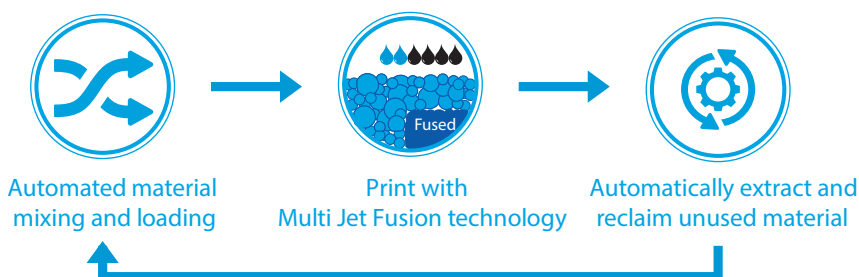 Fused
Automated material
mixing and loading
Print with
Multi Jet Fusion technology
Automatically extract and
reclaim unused material